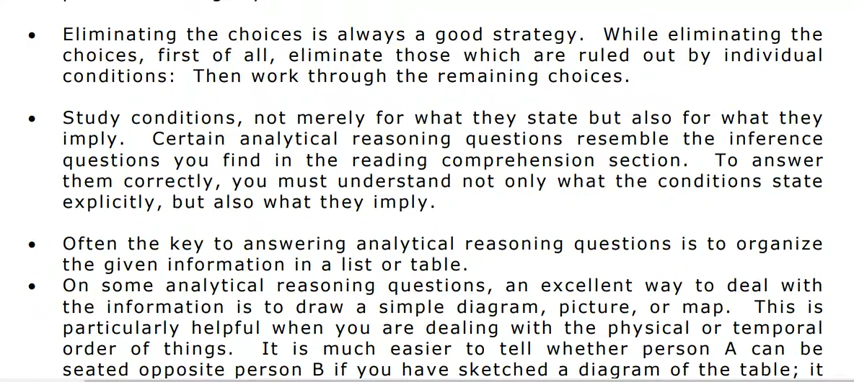 • Eliminating the choices is always a good strategy. While eliminating the
choices, first of all, eliminate those which are ruled out by individual
conditions: Then work through the remaining choices.
• Study conditions, not merely for what they state but also for what they
imply. Certain analytical reasoning questions resemble the inference
questions you find in the reading comprehension section. To answer
them correctly, you must understand not only what the conditions state
explicitly, but also what they imply.
• Often the key to answering analytical reasoning questions is to organize
the given information in a list or table.
• On some analytical reasoning questions, an excellent way to deal with
the information is to draw a simple diagram, picture, or map. This is
particularly helpful when you are dealing with the physical or temporal
order of things. It is much easier to tell whether person A can be
seated opposite person B if you have sketched a diagram of the table; it